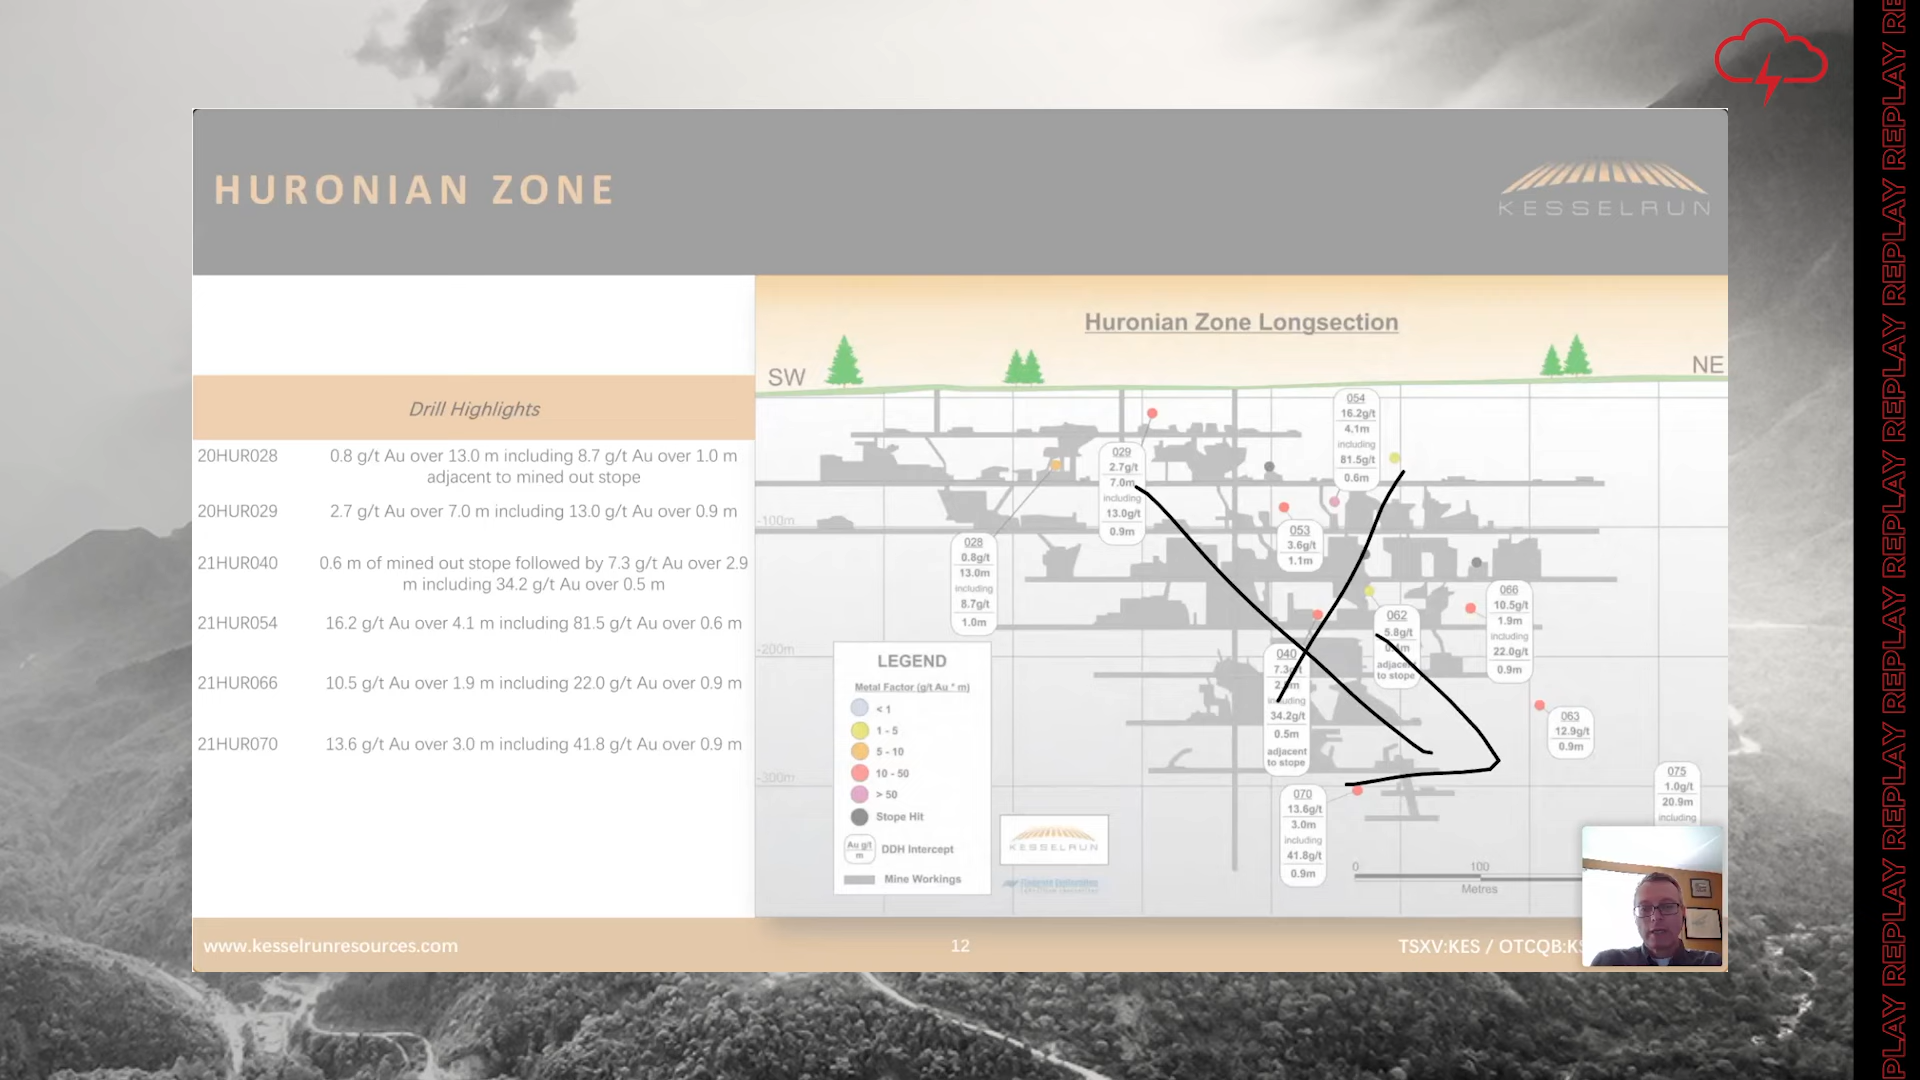 HURONIAN ZONE
KESSELRUN
Drill Highlights
20HUR028 0.8 g/t Au over 13.0 m including 8.7 g/t Au over 1.0 m
adjacent to mined out stope
20HUR029 2.7 g/t Au over 7.0 m including 13.0 g/t Au over 0.9 m
21HUR040 0.6 m of mined out stope followed by 7.3 g/t Au over 2.9
m including 34.2 g/t Au over 0.5 m
21HUR054 16.2 g/t Au over 4.1 m including 81.5 g/t Au over 0.6 m
21HUR066 10.5 g/t Au over 1.9 m including 22.0 g/t Au over 0.9 m
21HUR070 13.6 g/t Au over 3.0 m including 41.8 g/t Au over 0.9 m
Huronian Zone Longsection
SW
NE
-100m
-200m
-300m
028
0.8g/t
13.0m
including
8.7g/t
1.0m
029
2.7g/t
7.0m
including
13.0g/t
0.9m
054
16.2g/t
4.1m
including
81.5g/t
0.6m
053
3.6g/t
1.1m
040
7.3g/t
including
34.2g/t
0.5m
adjacent
to stope
062
5.8g/t
adjacent
to stope
066
10.5g/t
1.9m
including
22.0g/t
0.9m
063
12.9g/t
0.9m
070
13.6g/t
3.0m
including
41.8g/t
0.9m
075
1.0g/t
20.9m
including
LEGEND
Metal Factor (g/t Au * m)
< 1
1 - 5
5 - 10
10 - 50
> 50
Stope Hit
Au g/t
m
DDH Intercept
Mine Workings
KESSELRUN
0 100
Metres
www.kesselrunresources.com
12
TSXV:KES / OTCQB:KS
REPLAY REPLAY REPLAY REPLAY REPLAY REPLAY REPLAY REPLAY REPLAY